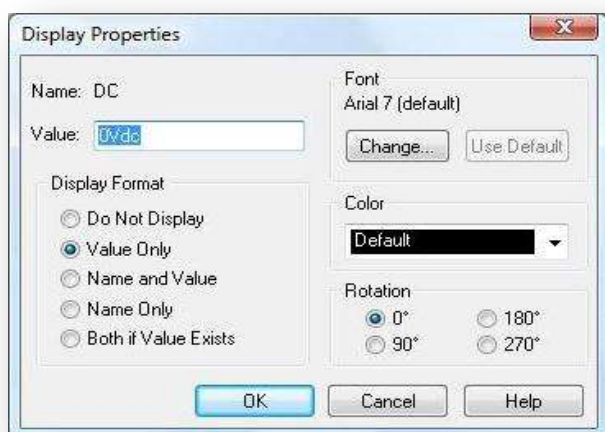 Display Properties
Name: DC
Value: 0Vdc
Font
Arial 7 (default)
Change...
Use Default
Display Format
Do Not Display
Value Only
Name and Value
Name Only
Both if Value Exists
Color
Default
Rotation
0° 180°
90° 270°
OK Cancel Help